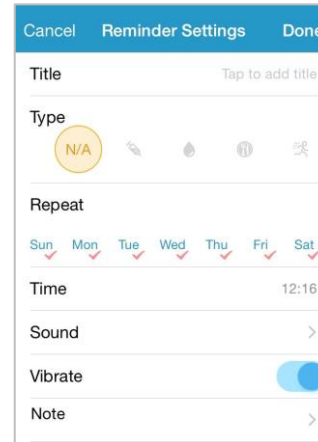 Cancel Reminder Settings Done
Title Tap to add title
Type
N/A
Repeat
Sun Mon Tue Wed Thu Fri Sat
Time 12:16
Sound
Vibrate
Note